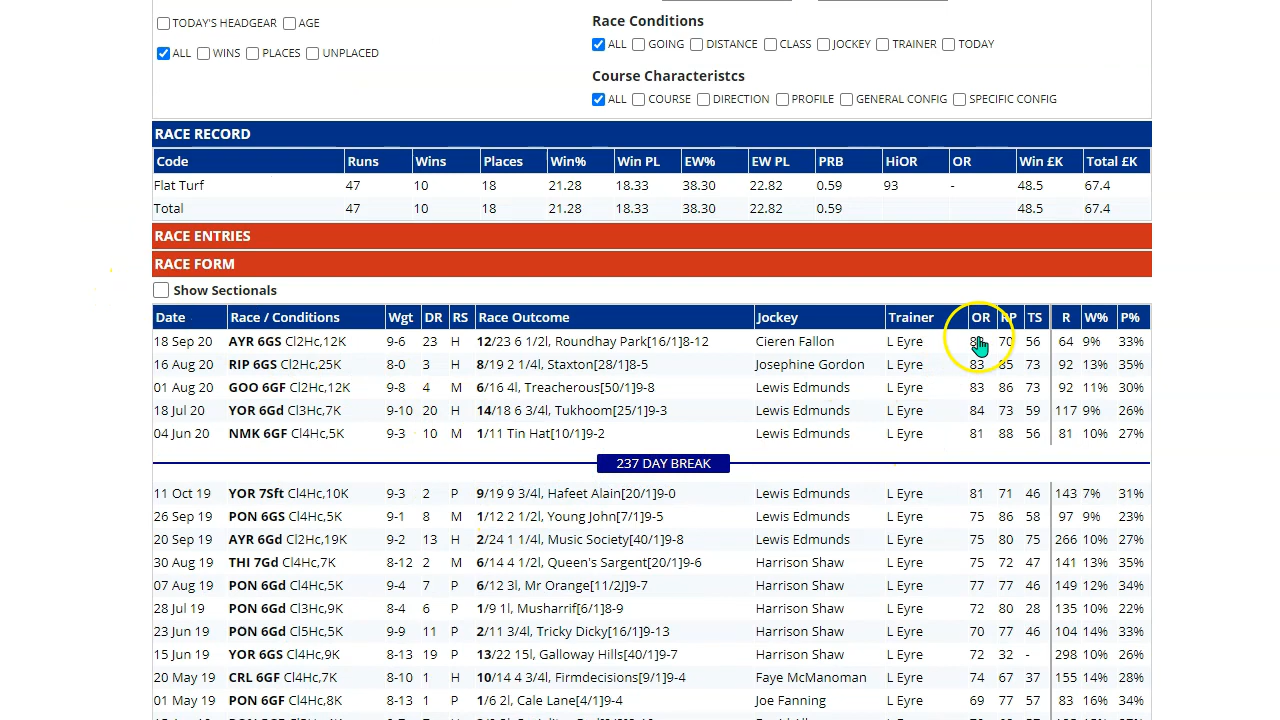 TODAY'S HEADGEAR AGE
ALL WINS PLACES UNPLACED
Race Conditions
ALL GOING DISTANCE CLASS JOCKEY TRAINER TODAY
Course Characteristcs
ALL COURSE DIRECTION PROFILE GENERAL CONFIG SPECIFIC CONFIG
RACE RECORD
Code Runs Wins Places Win% Win PL EW% EW PL PRB HiOR OR Win £K Total £K
Flat Turf 47 10 18 21.28 18.33 38.30 22.82 0.59 93 - 48.5 67.4
Total 47 10 18 21.28 18.33 38.30 22.82 0.59 48.5 67.4
RACE ENTRIES
RACE FORM
Show Sectionals
Date Race / Conditions Wgt DR RS Race Outcome Jockey Trainer OR RP TS R W% P%
18 Sep 20 AYR 6GS Cl2Hc,12K 9-6 23 H 12/23 6 1/2l, Roundhay Park[16/1]8-12 Cieren Fallon L Eyre 70 56 64 9% 33%
16 Aug 20 RIP 6GS Cl2Hc,25K 8-0 3 H 8/19 2 1/4l, Staxton[28/1]8-5 Josephine Gordon L Eyre 83 85 73 92 13% 35%
01 Aug 20 GOO 6GF Cl2Hc,12K 9-8 4 M 6/16 4l, Treacherous[50/1]9-8 Lewis Edmunds L Eyre 83 86 73 92 11% 30%
18 Jul 20 YOR 6Gd Cl3Hc,7K 9-10 20 H 14/18 6 3/4l, Tukhoom[25/1]9-3 Lewis Edmunds L Eyre 84 73 59 117 9% 26%
04 Jun 20 NMK 6GF Cl4Hc,5K 9-3 10 M 1/11 Tin Hat[10/1]9-2 Lewis Edmunds L Eyre 81 88 56 81 10% 27%
237 DAY BREAK
11 Oct 19 YOR 7Sft Cl4Hc,10K 9-3 2 P 9/19 9 3/4l, Hafeet Alain[20/1]9-0 Lewis Edmunds L Eyre 81 71 46 143 7% 31%
26 Sep 19 PON 6GS Cl4Hc,5K 9-1 8 M 1/12 2 1/2l, Young John[7/1]9-5 Lewis Edmunds L Eyre 75 86 58 97 9% 23%
20 Sep 19 AYR 6Gd Cl2Hc,19K 9-2 13 H 2/24 1 1/4l, Music Society[40/1]9-8 Lewis Edmunds L Eyre 75 80 75 266 10% 27%
30 Aug 19 THI 7Gd Cl4Hc,7K 8-12 2 M 6/14 4 1/2l, Queen's Sargent[20/1]9-6 Harrison Shaw L Eyre 75 72 47 141 13% 35%
07 Aug 19 PON 6Gd Cl4Hc,5K 9-4 7 P 6/12 3l, Mr Orange[11/2J]9-7 Harrison Shaw L Eyre 77 77 46 149 12% 34%
28 Jul 19 PON 6Gd Cl3Hc,9K 8-4 6 P 1/9 1l, Musharrif[6/1]8-9 Harrison Shaw L Eyre 72 80 28 135 10% 22%
23 Jun 19 PON 6Gd Cl5Hc,5K 9-9 11 P 2/11 3/4l, Tricky Dicky[16/1]9-13 Harrison Shaw L Eyre 70 77 46 104 14% 33%
15 Jun 19 YOR 6GS Cl4Hc,9K 8-13 19 P 13/22 15l, Galloway Hills[40/1]9-7 Harrison Shaw L Eyre 72 32 - 298 10% 26%
20 May 19 CRL 6GF Cl4Hc,7K 8-10 1 H 10/14 4 3/4l, Firmdecisions[9/1]9-4 Faye McManoman L Eyre 74 67 37 155 14% 28%
01 May 19 PON 6GF Cl4Hc,8K 8-9 1 P 1/6 2l, Cale Lane[4/1]9-4 Joe Fanning L Eyre 69 77 57 83 16% 34%